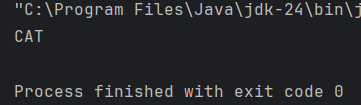 "C:\Program Files\Java\jdk-24\bin\j
CAT
Process finished with exit code 0